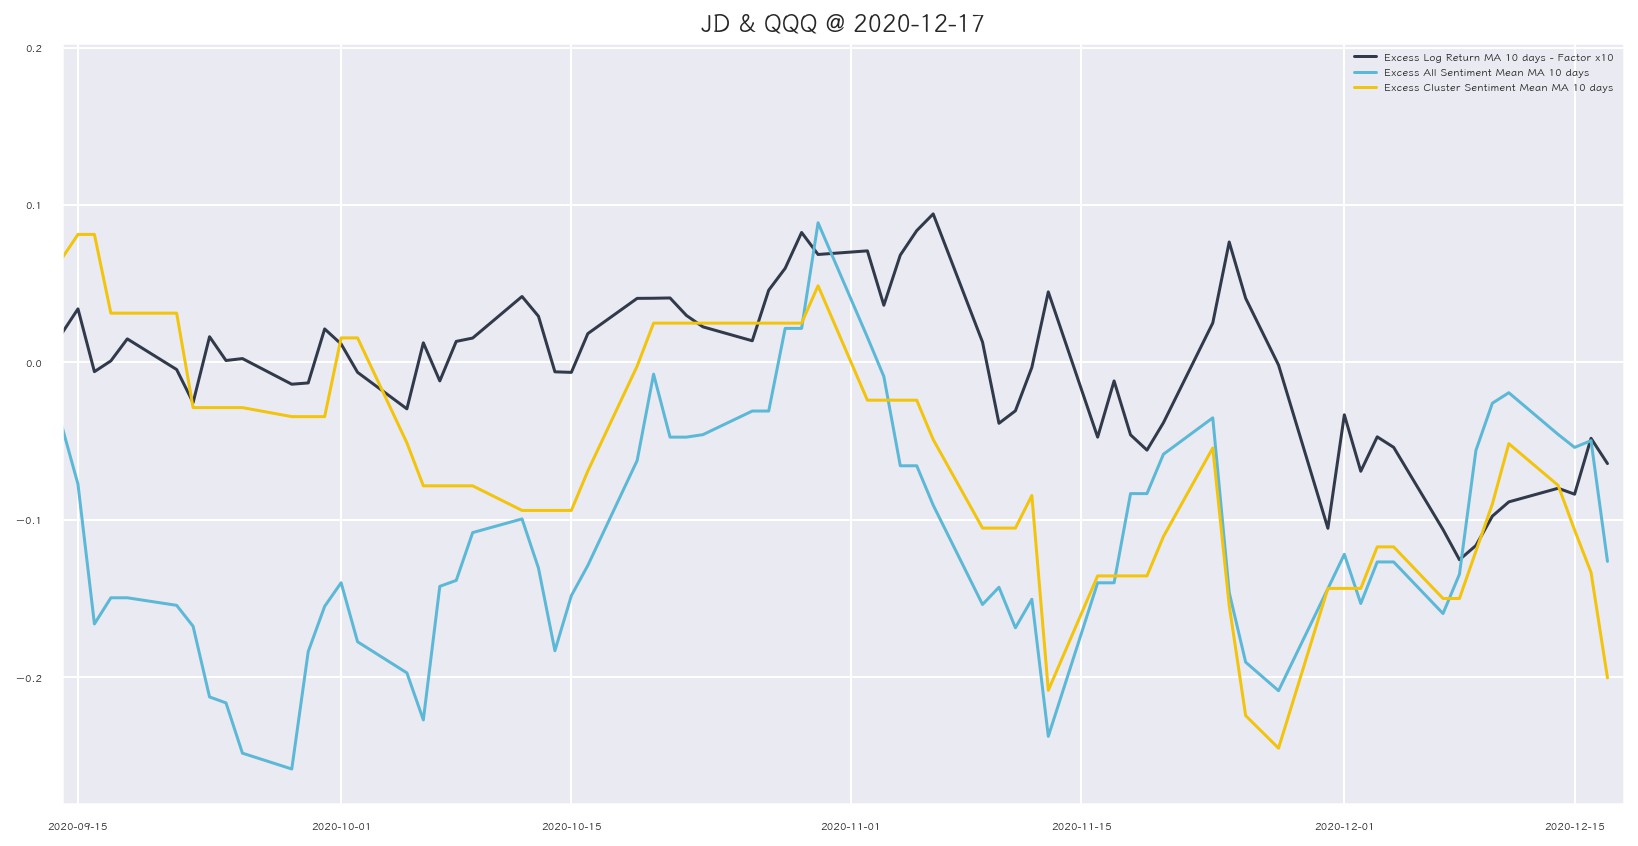 JD & QQQ @ 2020-12-17
Excess Log Return MA 10 days - Factor x10
Excess All Sentiment Mean MA 10 days
Excess Cluster Sentiment Mean MA 10 days
0.2
0.1
0.0
−0.1
−0.2
2020-09-15 2020-10-01 2020-10-15 2020-11-01 2020-11-15 2020-12-01 2020-12-15